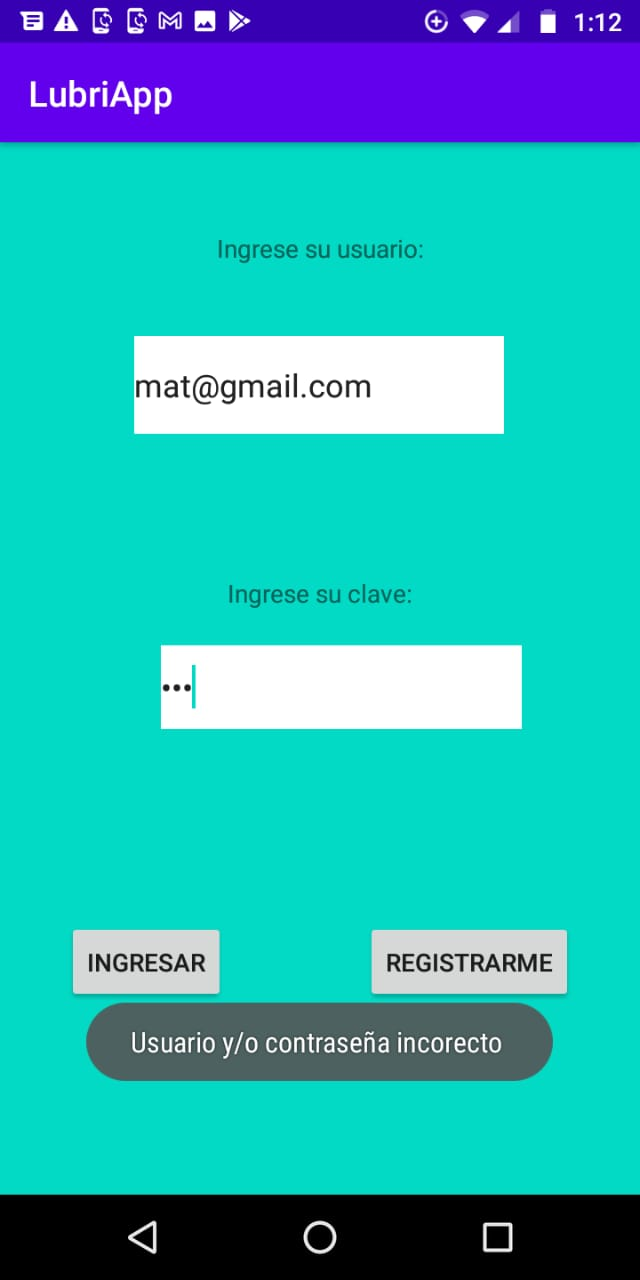 1:12
LubriApp
Ingrese su usuario:
mat@gmail.com
Ingrese su clave:
•••
INGRESAR
REGISTRARME
Usuario y/o contraseña incorecto